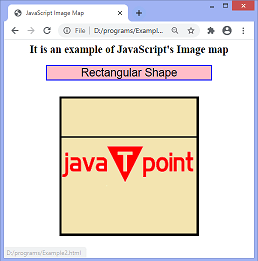 JavaScript Image Map
File
D:/programs/Example...
It is an example of JavaScript's Image map
Rectangular Shape
java T point
D:/programs/Example2.html